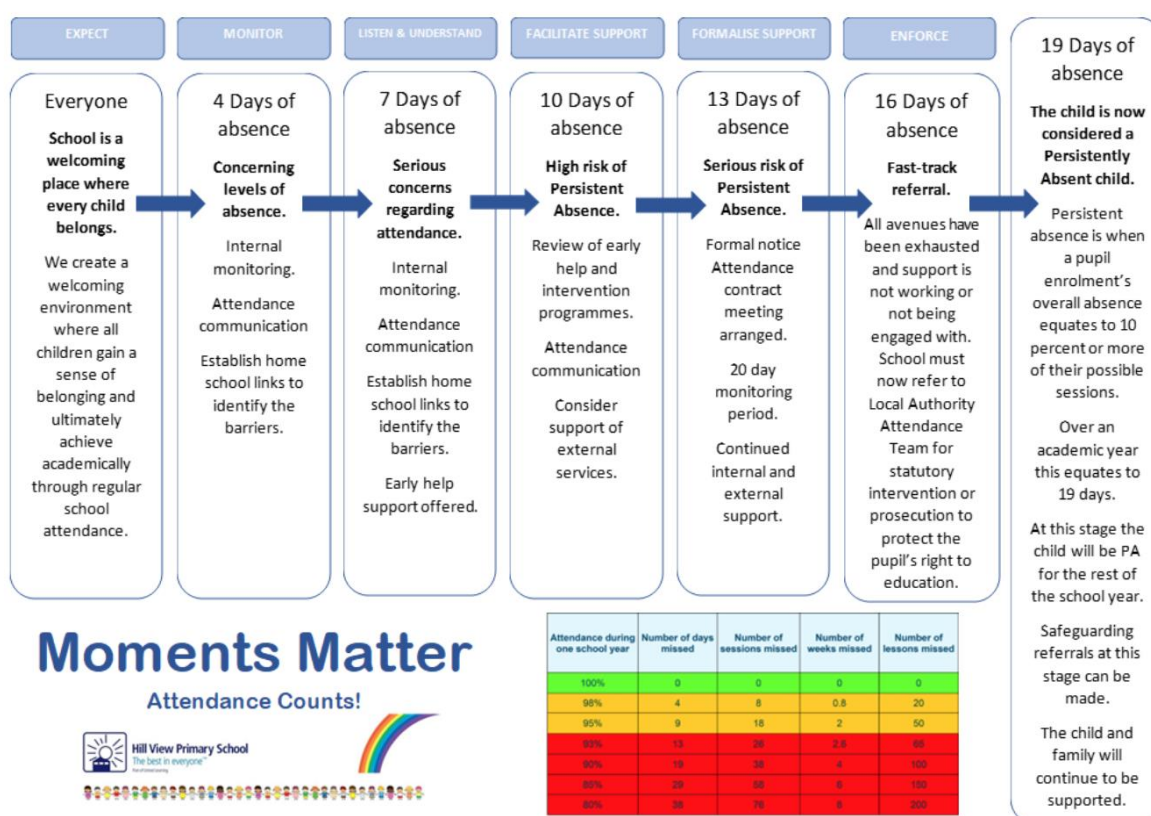 EXPECT
MONITOR
LISTEN & UNDERSTAND
FACILITATE SUPPORT
FORMALISE SUPPORT
ENFORCE
Everyone
School is a
welcoming
place where
every child
belongs.
We create a
welcoming
environment
where all
children gain a
sense of
belonging and
ultimately
achieve
academically
through regular
school
attendance.
4 Days of
absence
Concerning
levels of
absence.
Internal
monitoring.
Attendance
communication
Establish home
school links to
identify the
barriers.
7 Days of
absence
Serious
concerns
regarding
attendance.
Internal
monitoring.
Attendance
communication
Establish home
school links to
identify the
barriers.
Early help
support offered.
10 Days of
absence
High risk of
Persistent
Absence.
Review of early
help and
intervention
programmes.
Attendance
communication
Consider
support of
external
services.
13 Days of
absence
Serious risk of
Persistent
Absence.
Formal notice
Attendance
contract
meeting
arranged.
20 day
monitoring
period.
Continued
internal and
external
support.
16 Days of
absence
Fast-track
referral.
All avenues have
been exhausted
and support is
not working or
not being
engaged with.
School must
now refer to
Local Authority
Attendance
Team for
statutory
intervention or
prosecution to
protect the
pupil's right to
education.
19 Days of
absence
The child is now
considered a
Persistently
Absent child.
Persistent
absence is when
a pupil
enrolment's
overall absence
equates to 10
percent or more
of their possible
sessions.
Over an
academic year
this equates to
19 days.
At this stage the
child will be PA
for the rest of
the school year.
Safeguarding
referrals at this
stage can be
made.
The child and
family will
continue to be
supported.
Moments Matter
Attendance Counts!
Hill View Primary School
The best in everyone™
Attendance during one school year Number of days missed Number of sessions missed Number of weeks missed Number of lessons missed
100% 0 0 0 0
98% 4 8 0.8 20
95% 9 18 2 50
93% 13 26 2.6 65
90% 19 38 4 100
85% 29 58 6 150
80% 38 76 8 200